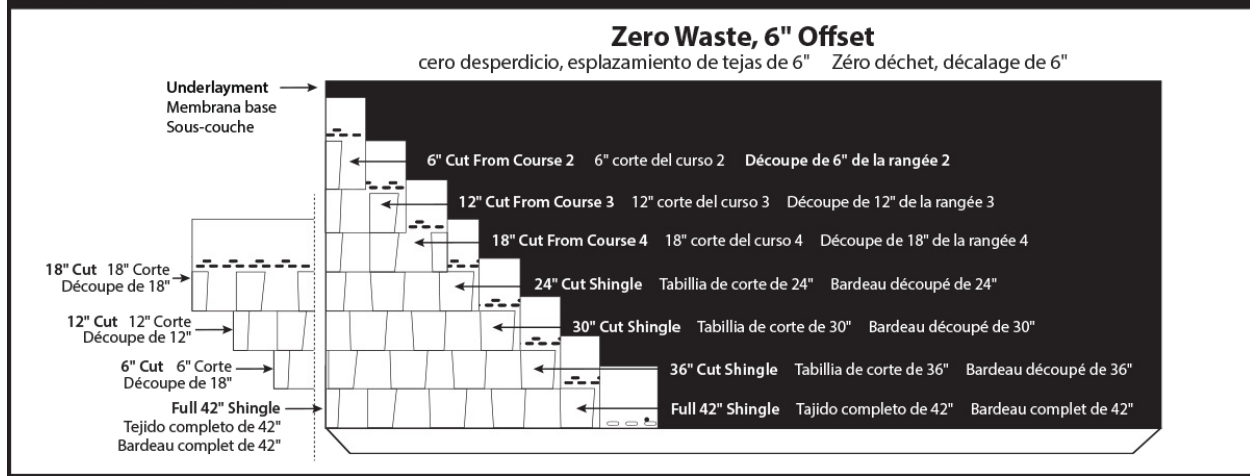 Zero Waste, 6" Offset
cero desperdicio, esplazamiento de tejas de 6" Zéro déchet, décalage de 6"
Underlayment
Membrana base
Sous-couche
6" Cut From Course 2 6" corte del curso 2 Découpe de 6" de la rangée 2
12" Cut From Course 3 12" corte del curso 3 Découpe de 12" de la rangée 3
18" Cut From Course 4 18" corte del curso 4 Découpe de 18" de la rangée 4
18" Cut 18" Corte
Découpe de 18"
24" Cut Shingle Tabillia de corte de 24" Bardeau découpé de 24"
12" Cut 12" Corte
Découpe de 12"
30" Cut Shingle Tabillia de corte de 30" Bardeau découpé de 30"
6" Cut 6" Corte
Découpe de 18"
36" Cut Shingle Tabillia de corte de 36" Bardeau découpé de 36"
Full 42" Shingle
Tejido completo de 42"
Bardeau complet de 42"
Full 42" Shingle Tajido completo de 42" Bardeau complet de 42"